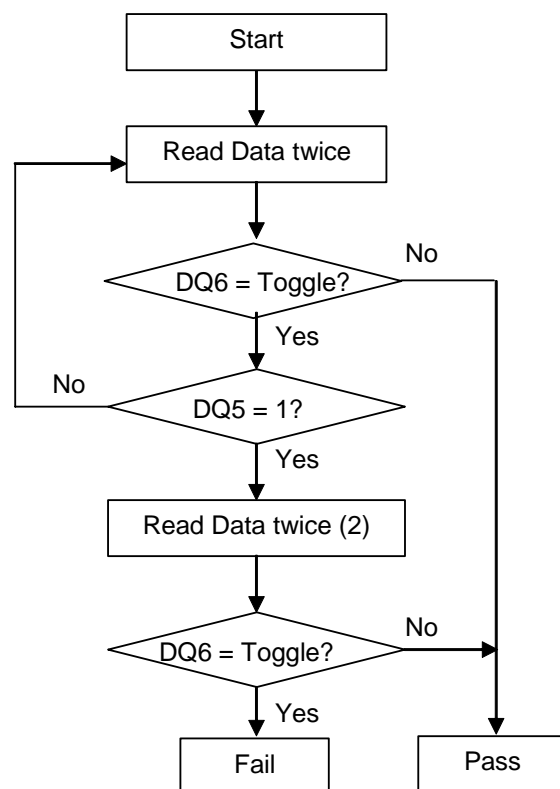 Start
Read Data twice
DQ6 = Toggle?
No
Yes
No
DQ5 = 1?
Yes
Read Data twice (2)
DQ6 = Toggle?
No
Yes
Fail
Pass